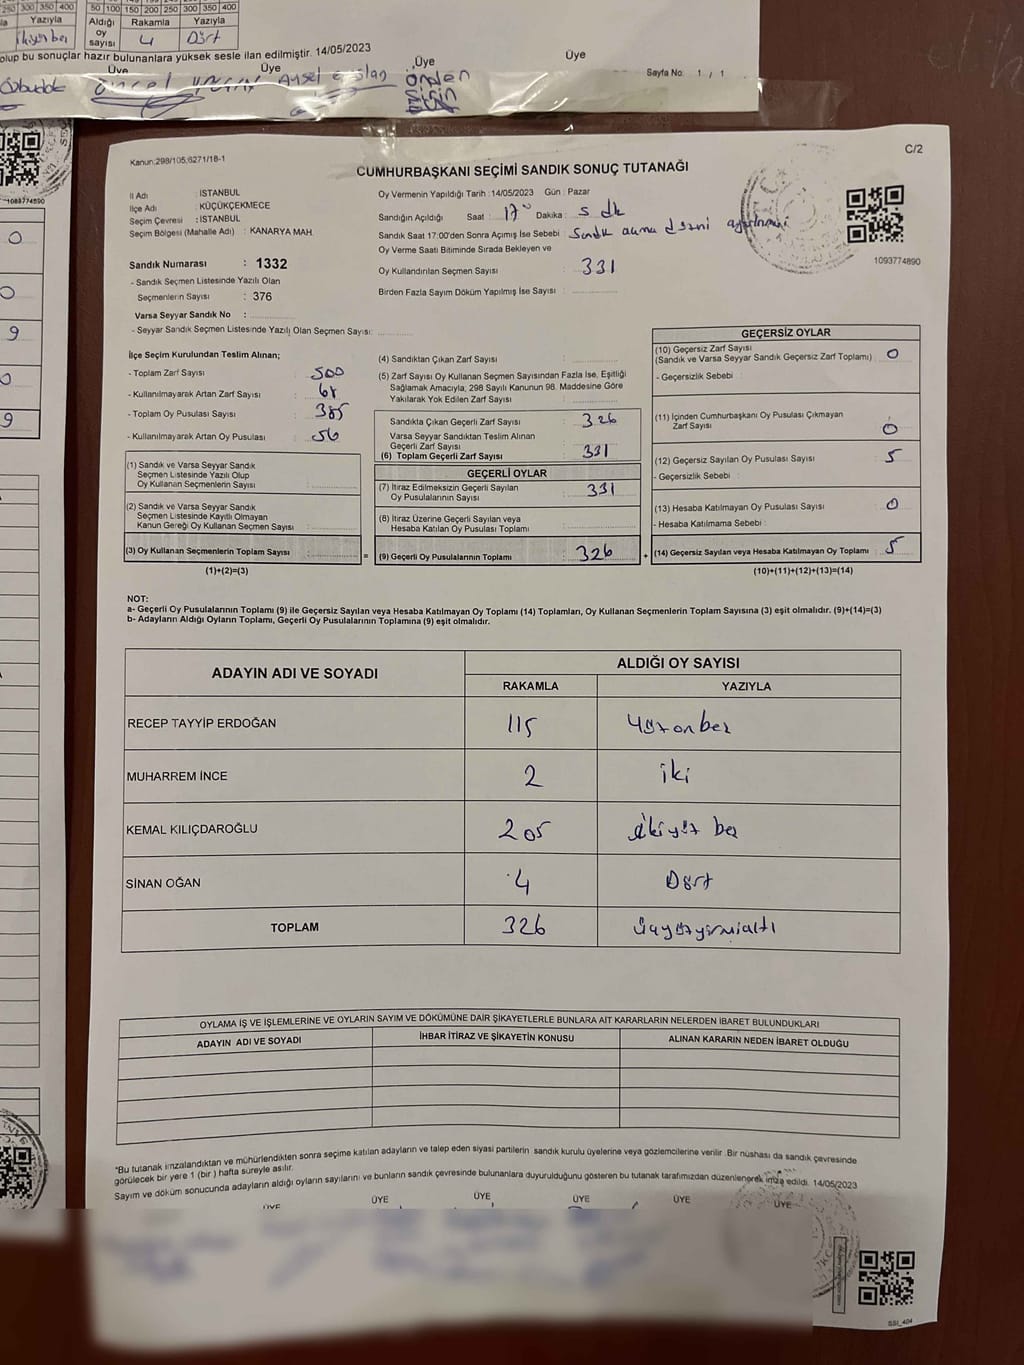 250 300 350 400
50 100 150 200 250 300 350 400
Yazıyla
Aldığı oy sayısı
Rakamla
Yazıyla
4
Dört
olup bu sonuçlar hazır bulunanlara yüksek sesle ilan edilmiştir. 14/05/2023
Üye
Üye
Üye
Üye
Sayfa No: 1 / 1
Kanun:298/105;6271/18-1
C/2
CUMHURBAŞKANI SEÇİMİ SANDIK SONUÇ TUTANAĞI
İl Adı : İSTANBUL
İlçe Adı : KÜÇÜKÇEKMECE
Seçim Çevresi : İSTANBUL
Seçim Bölgesi (Mahalle Adı) : KANARYA MAH.
Oy Vermenin Yapıldığı Tarih : 14/05/2023 Gün : Pazar
Sandığın Açıldığı Saat : 17 Dakika : 5 dk
Sandık Saat 17:00'den Sonra Açımış İse Sebebi : Sandık açma
Oy Verme Saati Bitiminde Sırada Bekleyen ve
Oy Kullandırılan Seçmen Sayısı : 331
Birden Fazla Sayım Döküm Yapılmış İse Sayısı :
1093774890
Sandık Numarası : 1332
- Sandık Seçmen Listesinde Yazılı Olan
Seçmenlerin Sayısı : 376
Varsa Seyyar Sandık No :
- Seyyar Sandık Seçmen Listesinde Yazılı Olan Seçmen Sayısı:
İlçe Seçim Kurulundan Teslim Alınan;
- Toplam Zarf Sayısı : 500
- Kullanılmayarak Artan Zarf Sayısı :
- Toplam Oy Pusulası Sayısı : 385
- Kullanılmayarak Artan Oy Pusulası : 56
(1) Sandık ve Varsa Seyyar Sandık
Seçmen Listesinde Yazılı Olup
Oy Kullanan Seçmenlerin Sayısı
(2) Sandık ve Varsa Seyyar Sandık
Seçmen Listesinde Kayıtlı Olmayan
Kanun Gereği Oy Kullanan Seçmen Sayısı
(3) Oy Kullanan Seçmenlerin Toplam Sayısı :
(1)+(2)=(3)
(4) Sandıktan Çıkan Zarf Sayısı
(5) Zarf Sayısı Oy Kullanan Seçmen Sayısından Fazla İse, Eşitliği
Sağlamak Amacıyla; 298 Sayılı Kanunun 98. Maddesine Göre
Yakılarak Yok Edilen Zarf Sayısı
Sandıkta Çıkan Geçerli Zarf Sayısı : 326
Varsa Seyyar Sandıktan Teslim Alınan
Geçerli Zarf Sayısı
(6) Toplam Geçerli Zarf Sayısı : 331
GEÇERLİ OYLAR
(7) İtiraz Edilmeksizin Geçerli Sayılan
Oy Pusulalarının Sayısı : 331
(8) İtiraz Üzerine Geçerli Sayılan veya
Hesaba Katılan Oy Pusulası Toplamı
= (9) Geçerli Oy Pusulalarının Toplamı : 326
GEÇERSİZ OYLAR
(10) Geçersiz Zarf Sayısı
(Sandık ve Varsa Seyyar Sandık Geçersiz Zarf Toplamı) : 0
- Geçersizlik Sebebi :
(11) İçinden Cumhurbaşkanı Oy Pusulası Çıkmayan
Zarf Sayısı : 0
(12) Geçersiz Sayılan Oy Pusulası Sayısı : 5
- Geçersizlik Sebebi :
(13) Hesaba Katılmayan Oy Pusulası Sayısı : 0
- Hesaba Katılmama Sebebi :
+ (14) Geçersiz Sayılan veya Hesaba Katılmayan Oy Toplamı : 5
(10)+(11)+(12)+(13)=(14)
NOT:
a- Geçerli Oy Pusulalarının Toplamı (9) ile Geçersiz Sayılan veya Hesaba Katılmayan Oy Toplamı (14) Toplamları, Oy Kullanan Seçmenlerin Toplam Sayısına (3) eşit olmalıdır. (9)+(14)=(3)
b- Adayların Aldığı Oyların Toplamı, Geçerli Oy Pusulalarının Toplamına (9) eşit olmalıdır.
ADAYIN ADI VE SOYADI
ALDIĞI OY SAYISI
RAKAMLA
YAZIYLA
RECEP TAYYİP ERDOĞAN 115 Yüzonbeş
MUHARREM İNCE 2 iki
KEMAL KILIÇDAROĞLU 205 ikiyüz beş
SİNAN OĞAN 4 Dört
TOPLAM 326 üçyüzyirmialtı
OYLAMA İŞ VE İŞLEMLERİNE VE OYLARIN SAYIM VE DÖKÜMÜNE DAİR ŞİKAYETLERLE BUNLARA AİT KARARLARIN NELERDEN İBARET BULUNDUKLARI
ADAYIN ADI VE SOYADI
İHBAR İTİRAZ VE ŞİKAYETİN KONUSU
ALINAN KARARIN NEDEN İBARET OLDUĞU
*Bu tutanak imzalandıktan ve mühürlendikten sonra seçime katılan adayların ve talep eden siyasi partilerin sandık kurulu üyelerine veya gözlemcilerine verilir. Bir nüshası da sandık çevresinde
görülecek bir yere 1 (bir) hafta süreyle asılır.
Sayım ve döküm sonucunda adayların aldığı oyların sayılarını ve bunların sandık çevresinde bulunanlara duyurulduğunu gösteren bu tutanak tarafımızdan düzenlenerek imza edildi. 14/05/2023
ÜYE
ÜYE
ÜYE
ÜYE
ÜYE
ÜYE
SSI_404